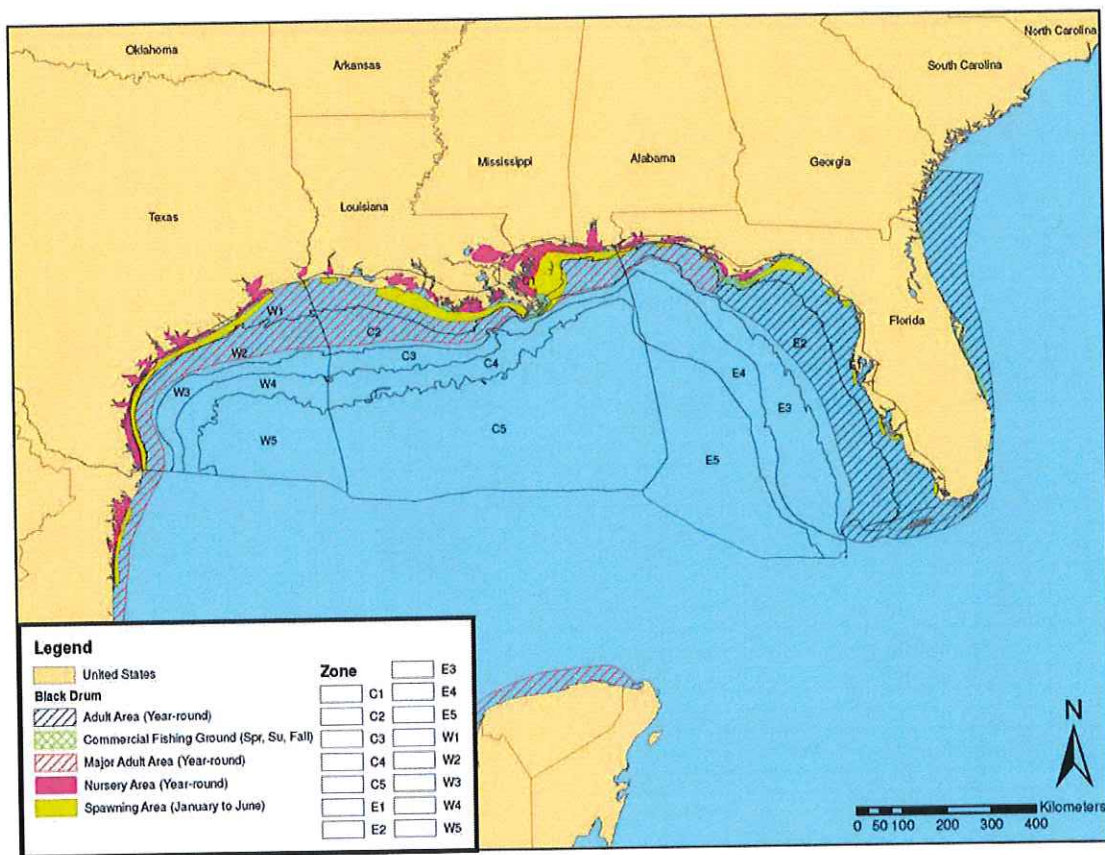 North Carolina
Oklahoma
Arkansas
South Carolina
Mississippi
Alabama
Georgia
Texas
Louisiana
Florida
W1
C2
W2
C3
C4
W3
W4
W5
C5
E2
E4
E3
E5
Legend
United States
Black Drum
Adult Area (Year-round)
Commercial Fishing Ground (Spr, Su, Fall)
Major Adult Area (Year-round)
Nursery Area (Year-round)
Spawning Area (January to June)
Zone
C1
C2
C3
C4
C5
E1
E2
E3
E4
E5
W1
W2
W3
W4
W5
N
Kilometers
0 50 100 200 300 400